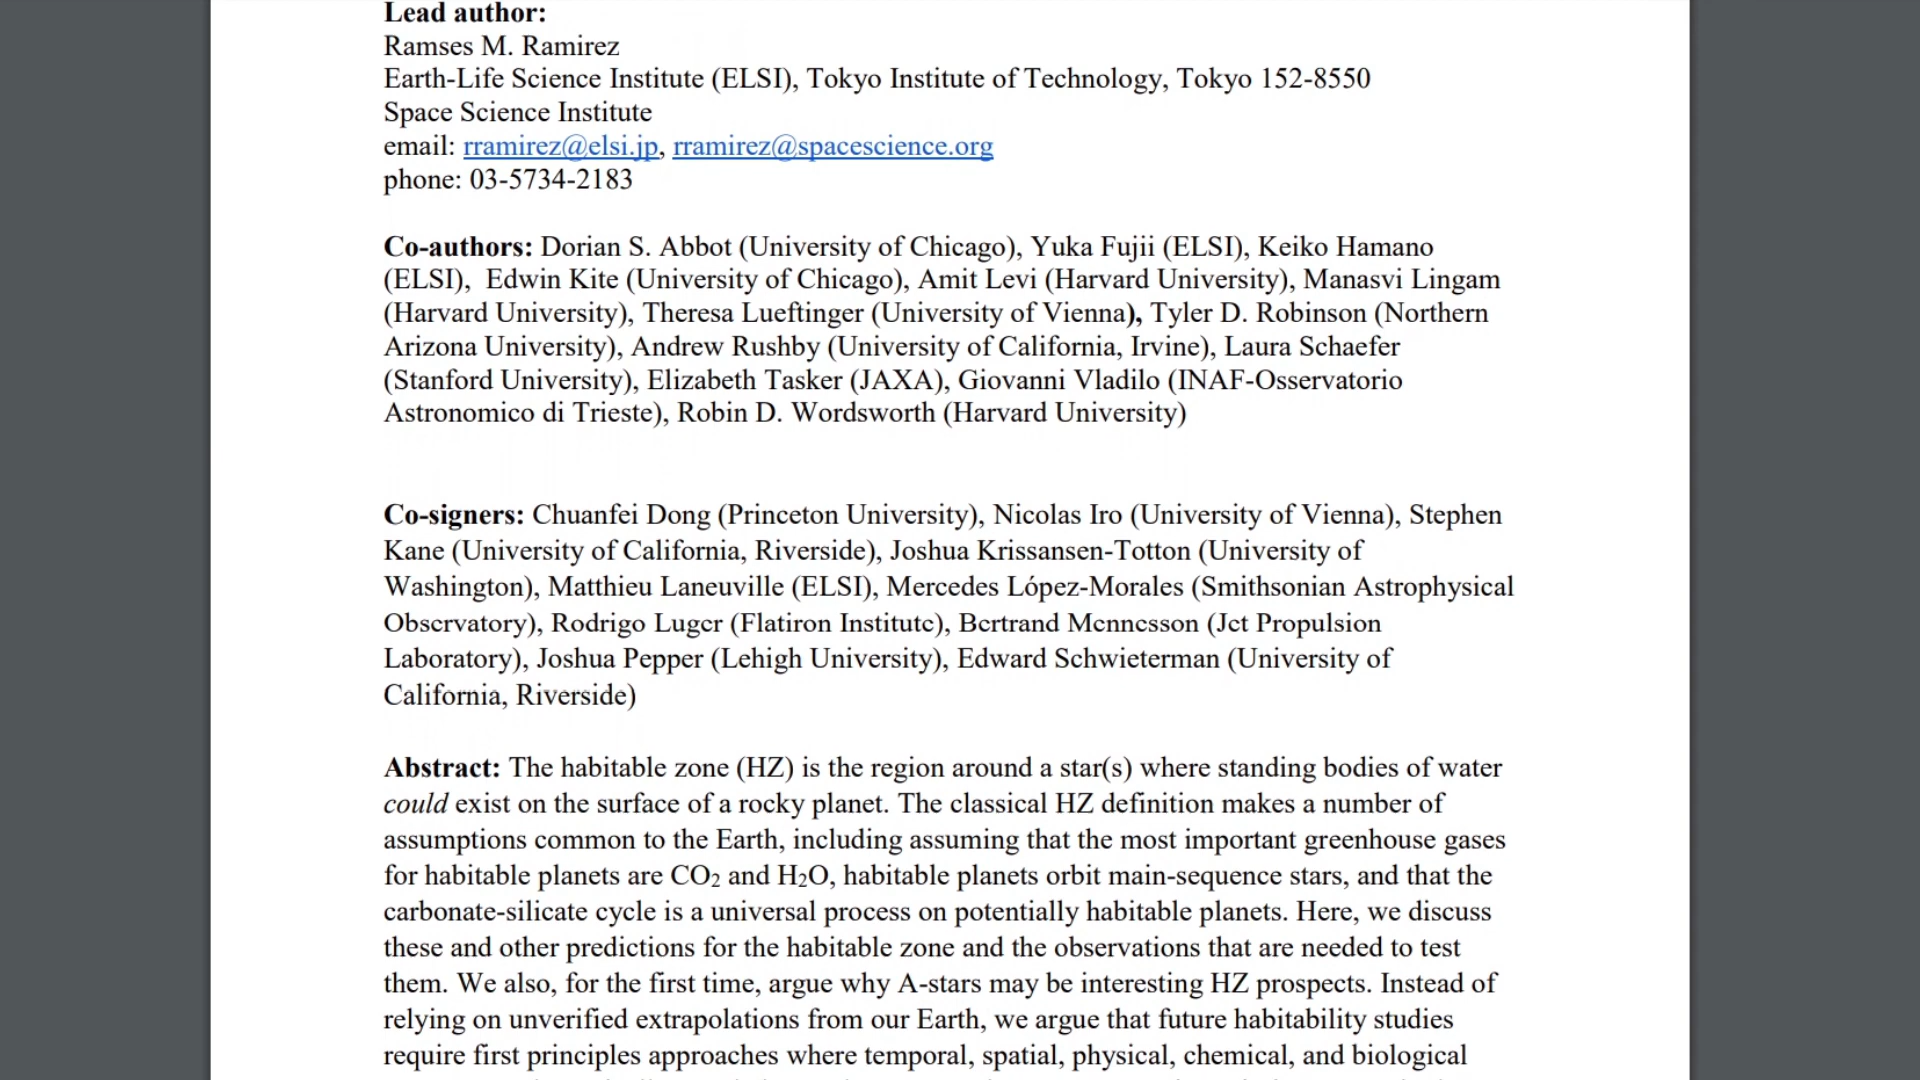 Lead author:
Ramses M. Ramirez
Earth-Life Science Institute (ELSI), Tokyo Institute of Technology, Tokyo 152-8550
Space Science Institute
email: rramirez@elsi.jp, rramirez@spacescience.org
phone: 03-5734-2183
Co-authors: Dorian S. Abbot (University of Chicago), Yuka Fujii (ELSI), Keiko Hamano
(ELSI), Edwin Kite (University of Chicago), Amit Levi (Harvard University), Manasvi Lingam
(Harvard University), Theresa Lueftinger (University of Vienna), Tyler D. Robinson (Northern
Arizona University), Andrew Rushby (University of California, Irvine), Laura Schaefer
(Stanford University), Elizabeth Tasker (JAXA), Giovanni Vladilo (INAF-Osservatorio
Astronomico di Trieste), Robin D. Wordsworth (Harvard University)
Co-signers: Chuanfei Dong (Princeton University), Nicolas Iro (University of Vienna), Stephen
Kane (University of California, Riverside), Joshua Krissansen-Totton (University of
Washington), Matthieu Laneuville (ELSI), Mercedes López-Morales (Smithsonian Astrophysical
Observatory), Rodrigo Luger (Flatiron Institute), Bertrand Mennesson (Jet Propulsion
Laboratory), Joshua Pepper (Lehigh University), Edward Schwieterman (University of
California, Riverside)
Abstract: The habitable zone (HZ) is the region around a star(s) where standing bodies of water
could exist on the surface of a rocky planet. The classical HZ definition makes a number of
assumptions common to the Earth, including assuming that the most important greenhouse gases
for habitable planets are CO₂ and H₂O, habitable planets orbit main-sequence stars, and that the
carbonate-silicate cycle is a universal process on potentially habitable planets. Here, we discuss
these and other predictions for the habitable zone and the observations that are needed to test
them. We also, for the first time, argue why A-stars may be interesting HZ prospects. Instead of
relying on unverified extrapolations from our Earth, we argue that future habitability studies
require first principles approaches where temporal, spatial, physical, chemical, and biological